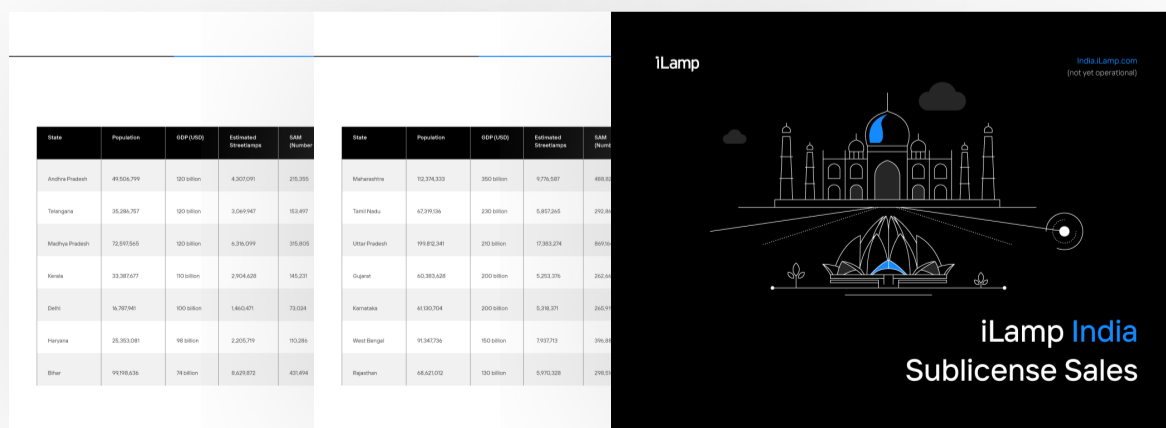 State Population GDP (USD) Estimated Streetlamps SAM (Number
Andhra Pradesh 49,506,799 120 billion 4,307,091 215,355
Telangana 35,286,757 120 billion 3,069,947 153,497
Madhya Pradesh 72,597,565 120 billion 6,316,099 315,805
Kerala 33,387,677 110 billion 2,904,628 145,231
Delhi 16,787,941 100 billion 1,460,471 73,024
Haryana 25,353,081 98 billion 2,205,719 110,286
Bihar 99,198,636 74 billion 8,629,872 431,494
State Population GDP (USD) Estimated Streetlamps SAM
Maharashtra 112,374,333 350 billion 9,776,587
Tamil Nadu 67,319,136 230 billion 5,857,265
Uttar Pradesh 199,812,341 210 billion 17,383,274
Gujarat 60,383,628 200 billion 5,253,376
Karnataka 61,130,704 200 billion 5,318,371
West Bengal 91,347,736 150 billion 7,937,713
Rajasthan 68,621,012 130 billion 5,970,328
iLamp
India.iLamp.com
(not yet operational)
iLamp India
Sublicense Sales